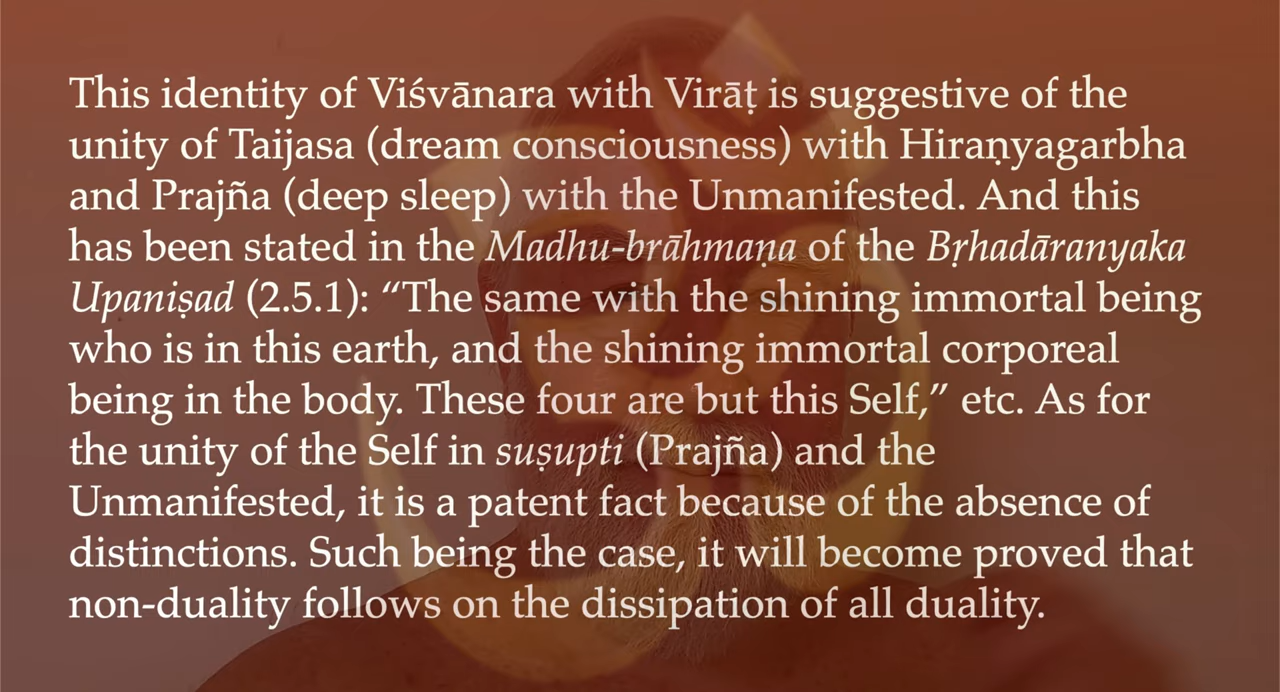 This identity of Viśvānara with Virāṭ is suggestive of the
unity of Taijasa (dream consciousness) with Hiraṇyagarbha
and Prajña (deep sleep) with the Unmanifested. And this
has been stated in the Madhu-brāhmaṇa of the Bṛhadāranyaka
Upaniṣad (2.5.1): “The same with the shining immortal being
who is in this earth, and the shining immortal corporeal
being in the body. These four are but this Self,” etc. As for
the unity of the Self in suṣupti (Prajña) and the
Unmanifested, it is a patent fact because of the absence of
distinctions. Such being the case, it will become proved that
non-duality follows on the dissipation of all duality.